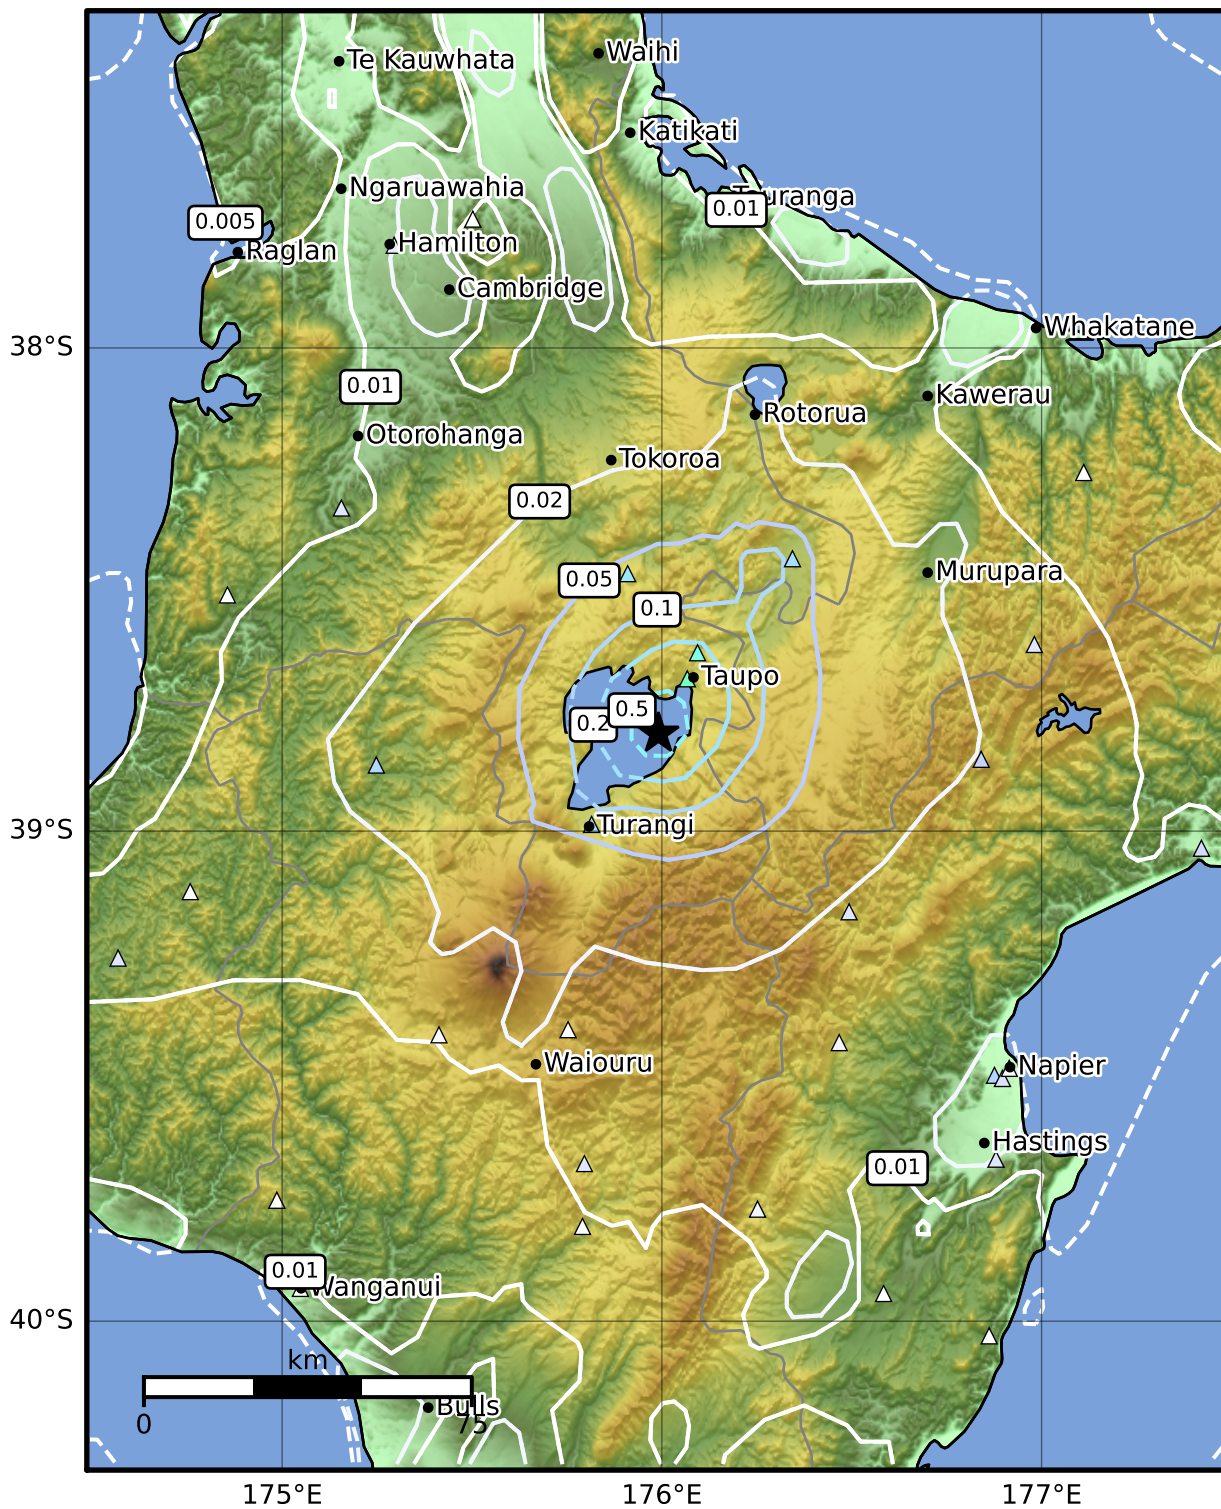 Waihi
Te Kauwhata
Katikati
Ngaruawahia
Tauranga
0.01
0.005
Hamilton
Raglan
Cambridge
Whakatane
38°S
0.01
Kawerau
Rotorua
Otorohanga
Tokoroa
0.02
Murupara
0.05
0.1
Taupo
0.5
0.2
Turangi
39°S
Waiouru
Napier
Hastings
0.01
0.01
Wanganui
40°S
km
Bulls
0
75
175°E
176°E
177°E